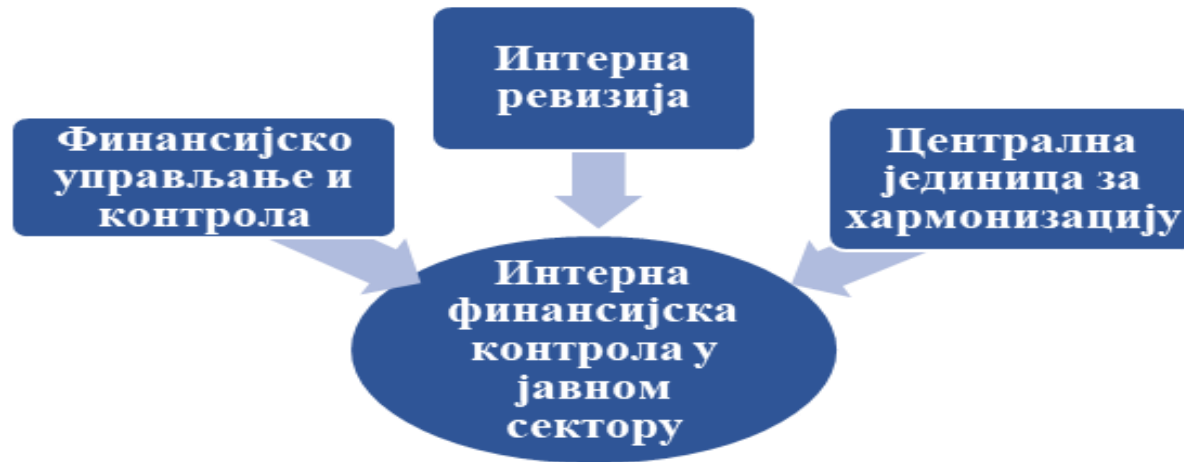 Интерна
ревизија
Финансијско
управљање и
контрола
Централна
јединица за
хармонизацију
Интерна
финансијска
контрола у
јавном
сектору